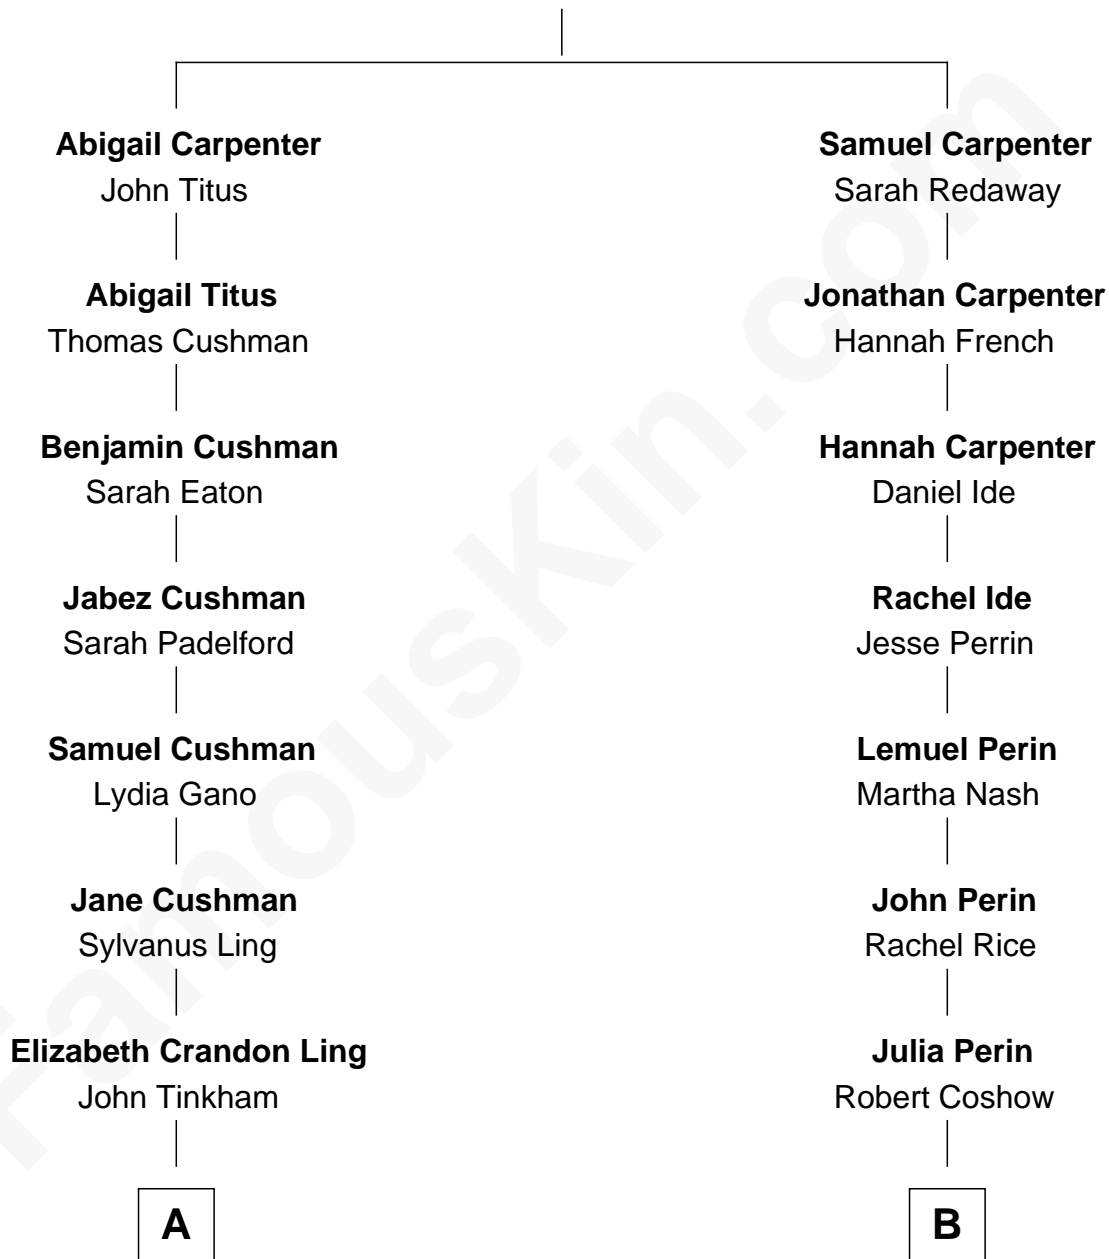 Abigail Carpenter
John Titus
Samuel Carpenter
Sarah Redaway
Abigail Titus
Thomas Cushman
Jonathan Carpenter
Hannah French
Benjamin Cushman
Sarah Eaton
Hannah Carpenter
Daniel Ide
Jabez Cushman
Sarah Padelford
Rachel Ide
Jesse Perrin
Samuel Cushman
Lydia Gano
Lemuel Perin
Martha Nash
Jane Cushman
Sylvanus Ling
John Perin
Rachel Rice
Elizabeth Crandon Ling
John Tinkham
Julia Perin
Robert Coshow
A
B
FamousKin.com